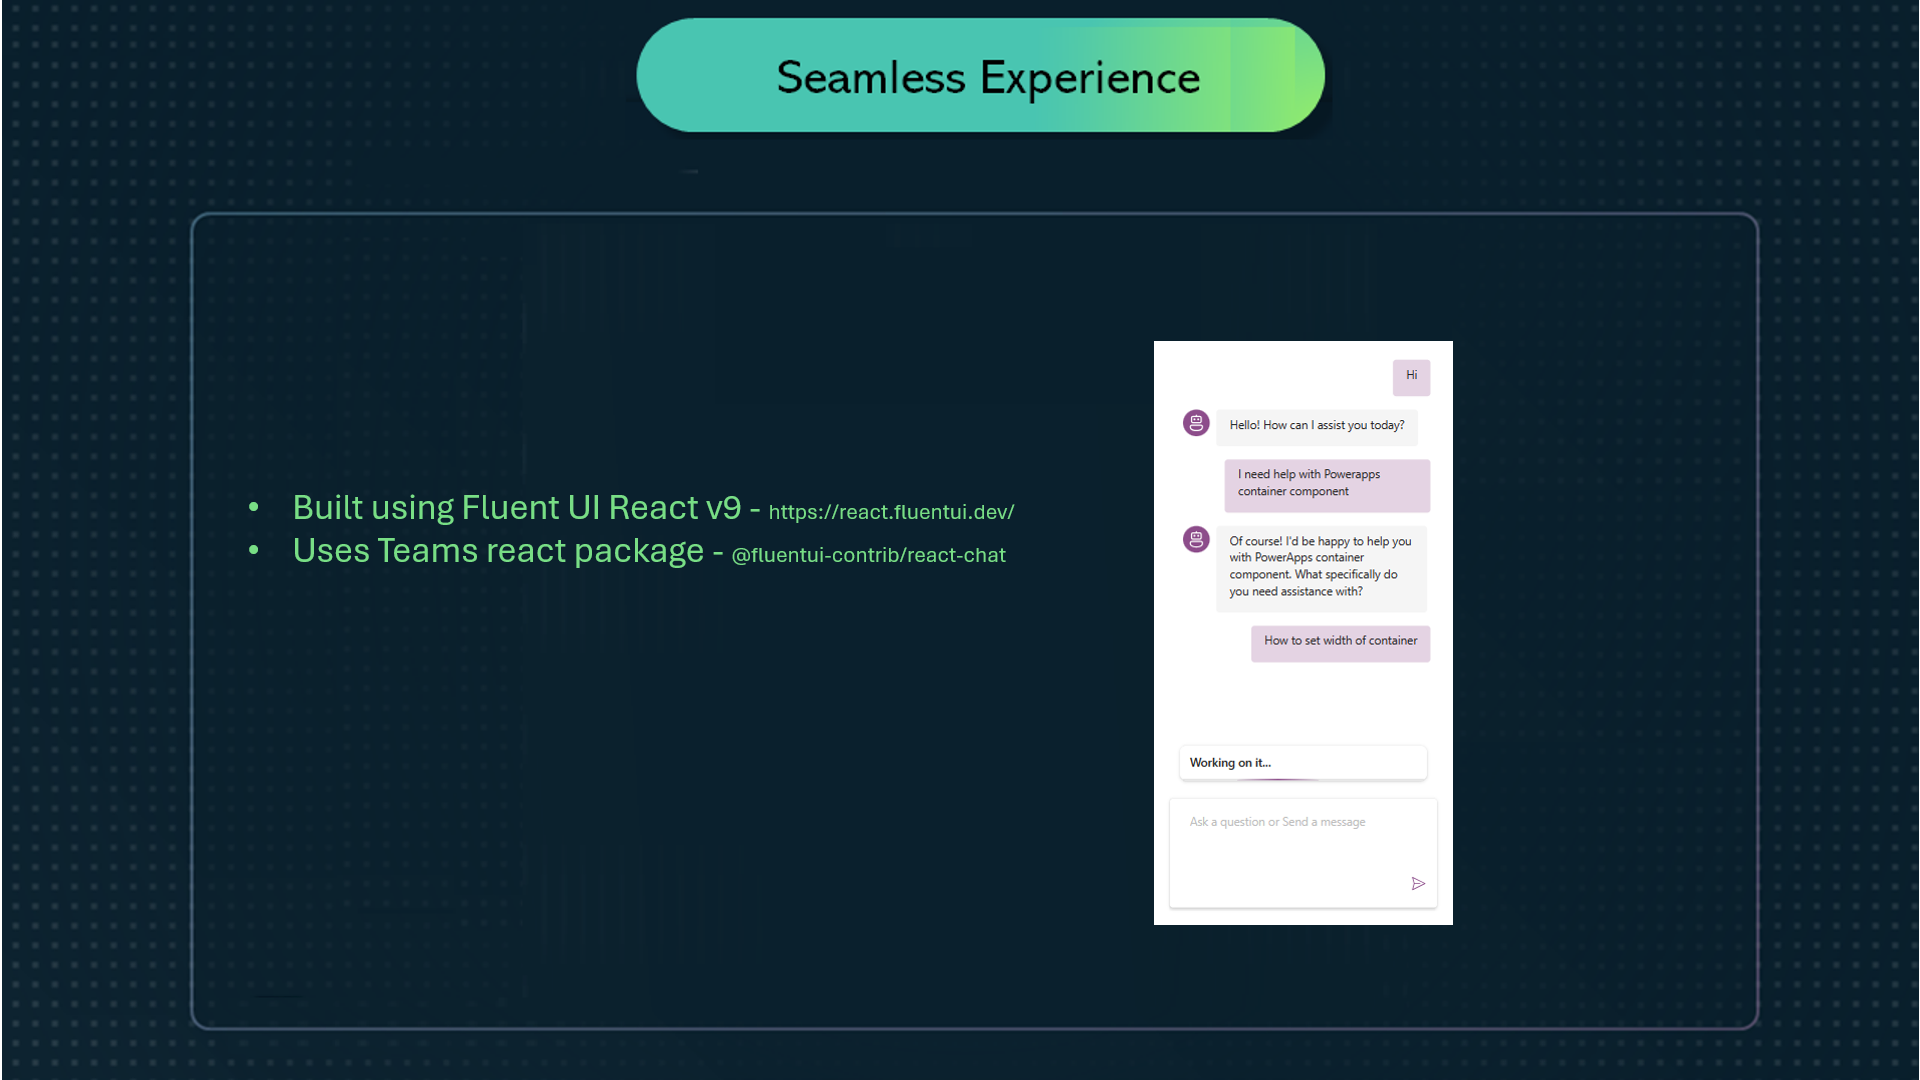 Seamless Experience
• Built using Fluent UI React v9 - https://react.fluentui.dev/
• Uses Teams react package - @fluentui-contrib/react-chat
Hi
Hello! How can I assist you today?
I need help with Powerapps
container component
Of course! I'd be happy to help you
with PowerApps container
component. What specifically do
you need assistance with?
How to set width of container
Working on it...
Ask a question or Send a message